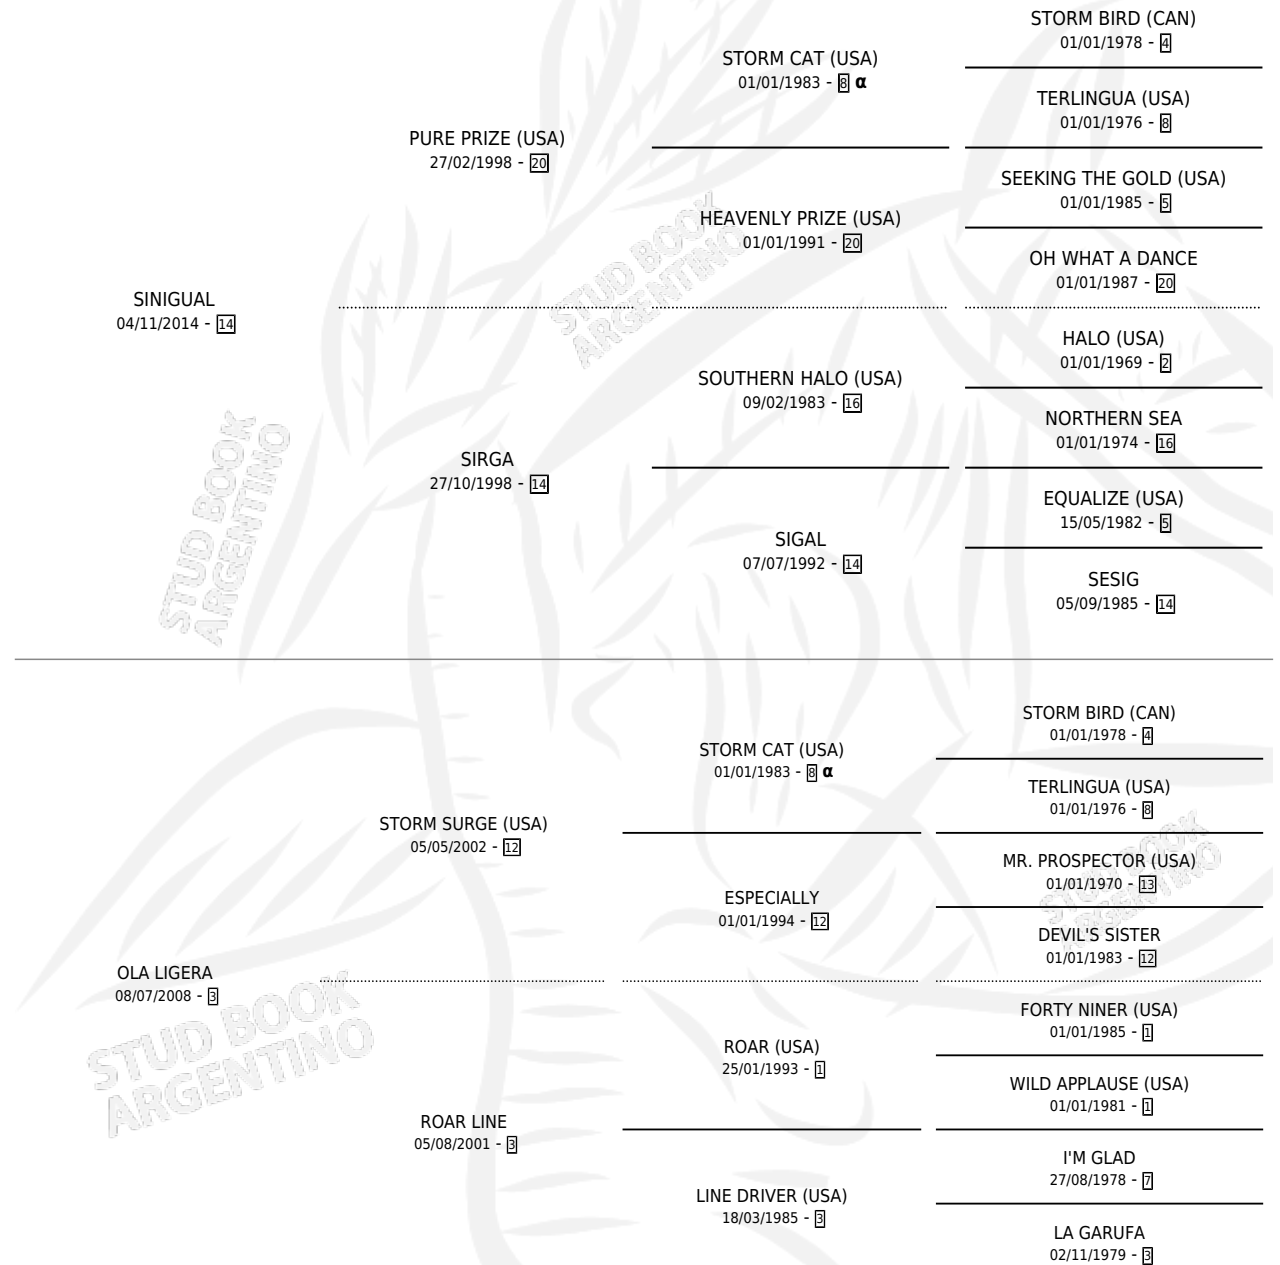 STORM BIRD (CAN)
01/01/1978 - 4
STORM CAT (USA)
01/01/1983 - 8 α
TERLINGUA (USA)
01/01/1976 - 8
PURE PRIZE (USA)
27/02/1998 - 20
SEEKING THE GOLD (USA)
01/01/1985 - 5
HEAVENLY PRIZE (USA)
01/01/1991 - 20
OH WHAT A DANCE
01/01/1987 - 20
SINIGUAL
04/11/2014 - 14
HALO (USA)
01/01/1969 - 2
SOUTHERN HALO (USA)
09/02/1983 - 16
NORTHERN SEA
01/01/1974 - 16
SIRGA
27/10/1998 - 14
EQUALIZE (USA)
15/05/1982 - 5
SIGAL
07/07/1992 - 14
SESIG
05/09/1985 - 14
STORM BIRD (CAN)
01/01/1978 - 4
STORM CAT (USA)
01/01/1983 - 8 α
TERLINGUA (USA)
01/01/1976 - 8
STORM SURGE (USA)
05/05/2002 - 12
MR. PROSPECTOR (USA)
01/01/1970 - 13
ESPECIALLY
01/01/1994 - 12
DEVIL'S SISTER
01/01/1983 - 12
OLA LIGERA
08/07/2008 - 3
FORTY NINER (USA)
01/01/1985 - 1
ROAR (USA)
25/01/1993 - 1
WILD APPLAUSE (USA)
01/01/1981 - 1
ROAR LINE
05/08/2001 - 3
I'M GLAD
27/08/1978 - 7
LINE DRIVER (USA)
18/03/1985 - 3
LA GARUFA
02/11/1979 - 3
STUD BOOK
ARGENTINO
STUD BOOK
ARGENTINO
STUD BOOK
ARGENTINO
STUD BOOK
ARGENTINO